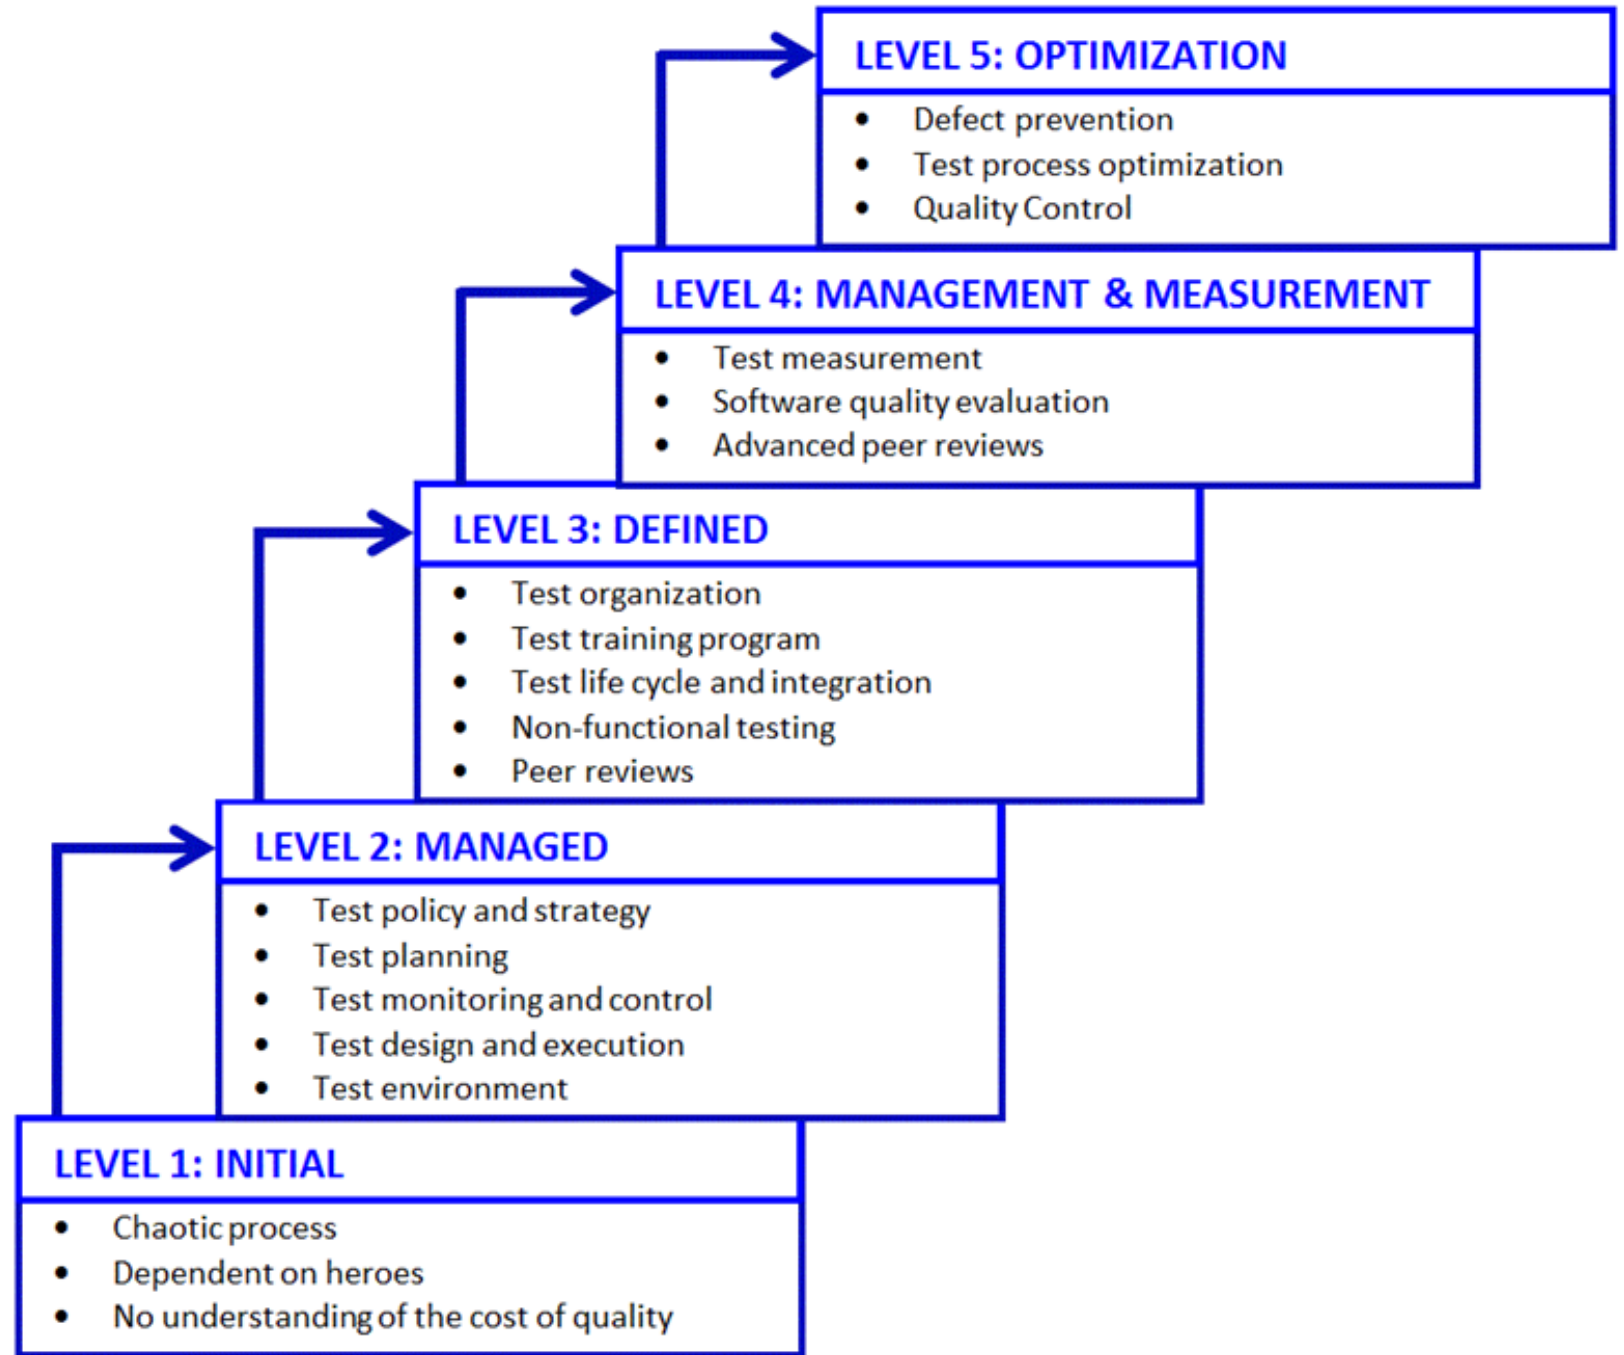 LEVEL 5: OPTIMIZATION
• Defect prevention
• Test process optimization
• Quality Control
LEVEL 4: MANAGEMENT & MEASUREMENT
• Test measurement
• Software quality evaluation
• Advanced peer reviews
LEVEL 3: DEFINED
• Test organization
• Test training program
• Test life cycle and integration
• Non-functional testing
• Peer reviews
LEVEL 2: MANAGED
• Test policy and strategy
• Test planning
• Test monitoring and control
• Test design and execution
• Test environment
LEVEL 1: INITIAL
• Chaotic process
• Dependent on heroes
• No understanding of the cost of quality